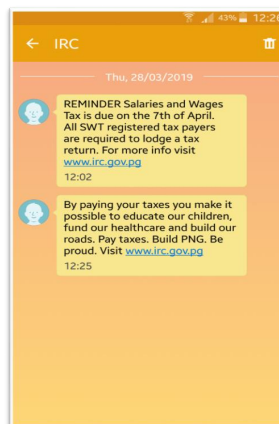 43% 12:26
IRC
Thu, 28/03/2019
REMINDER Salaries and Wages
Tax is due on the 7th of April.
All SWT registered tax payers
are required to lodge a tax
return. For more info visit
www.irc.gov.pg
12:02
By paying your taxes you make it
possible to educate our children,
fund our healthcare and build our
roads. Pay taxes. Build PNG. Be
proud. Visit www.irc.gov.pg
12:25